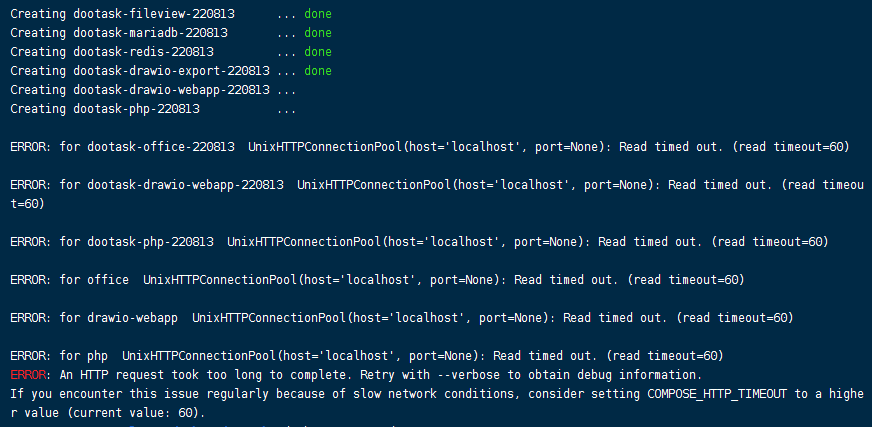 Creating dootask-fileview-220813      ... done
Creating dootask-mariadb-220813       ... done
Creating dootask-redis-220813         ... done
Creating dootask-drawio-export-220813 ... done
Creating dootask-drawio-webapp-220813 ...
Creating dootask-php-220813           ...
ERROR: for dootask-office-220813  UnixHTTPConnectionPool(host='localhost', port=None): Read timed out. (read timeout=60)
ERROR: for dootask-drawio-webapp-220813  UnixHTTPConnectionPool(host='localhost', port=None): Read timed out. (read timeou
t=60)
ERROR: for dootask-php-220813  UnixHTTPConnectionPool(host='localhost', port=None): Read timed out. (read timeout=60)
ERROR: for office  UnixHTTPConnectionPool(host='localhost', port=None): Read timed out. (read timeout=60)
ERROR: for drawio-webapp  UnixHTTPConnectionPool(host='localhost', port=None): Read timed out. (read timeout=60)
ERROR: for php  UnixHTTPConnectionPool(host='localhost', port=None): Read timed out. (read timeout=60)
ERROR: An HTTP request took too long to complete. Retry with --verbose to obtain debug information.
If you encounter this issue regularly because of slow network conditions, consider setting COMPOSE_HTTP_TIMEOUT to a highe
r value (current value: 60).